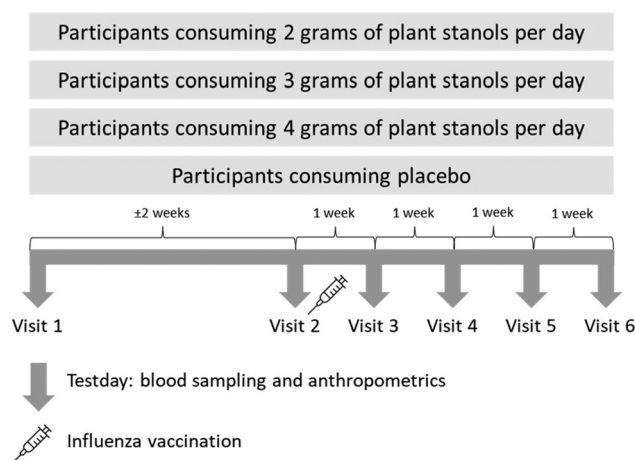 Participants consuming 2 grams of plant stanols per day
Participants consuming 3 grams of plant stanols per day
Participants consuming 4 grams of plant stanols per day
Participants consuming placebo
±2 weeks 1 week 1 week 1 week 1 week
Visit 1 Visit 2 Visit 3 Visit 4 Visit 5 Visit 6
Testday: blood sampling and anthropometrics
Influenza vaccination